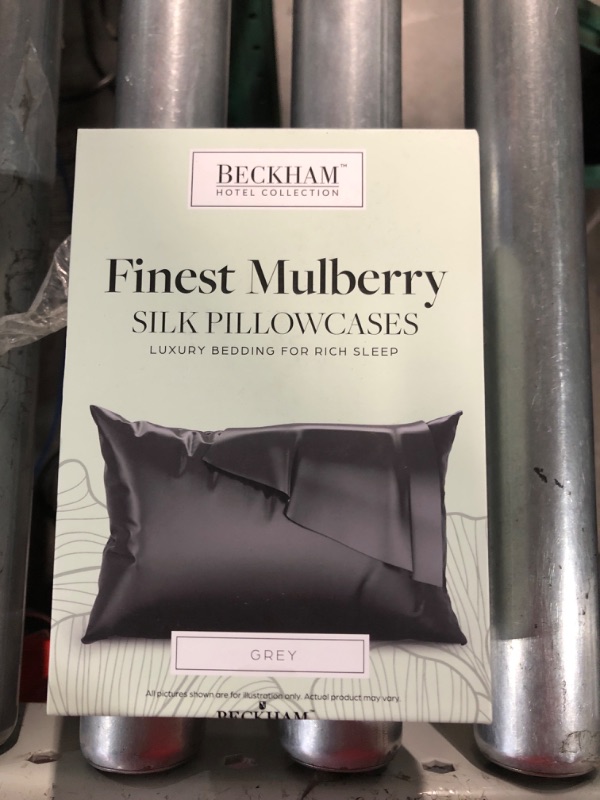 BECKHAM™
HOTEL COLLECTION
Finest Mulberry
SILK PILLOWCASES
LUXURY BEDDING FOR RICH SLEEP
GREY
All pictures shown are for illustration only. Actual product may vary.
BECKHAM™